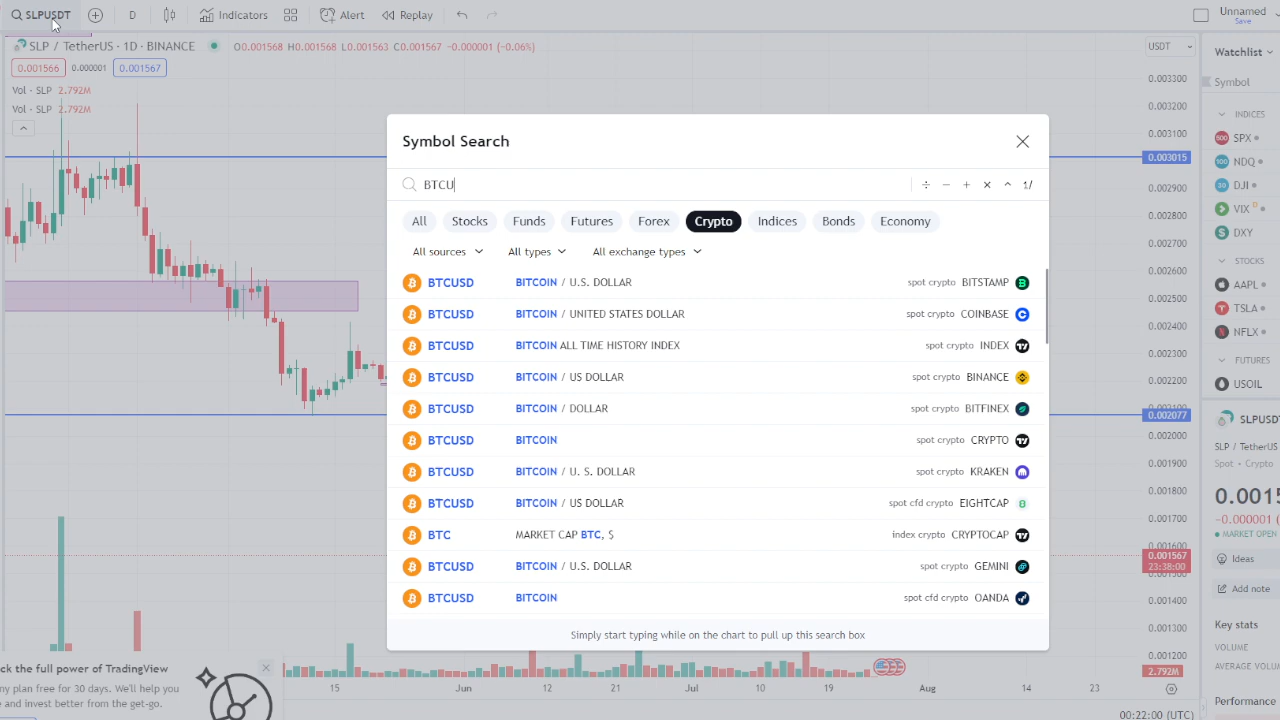 SLPUSDT D Indicators Alert Replay Unnamed
Save
SLP / TetherUS · 1D · BINANCE O0.001568 H0.001568 L0.001563 C0.001567 −0.000001 (−0.06%) USDT Watchlist
0.001566 0.000001 0.001567
Vol · SLP 2.792M
Vol · SLP 2.792M
Symbol
INDICES
SPX
NDQ
DJI
VIX D
DXY
STOCKS
AAPL
TSLA
NFLX
FUTURES
USOIL
0.003300
0.003200
0.003100
0.003015
0.002900
0.002800
0.002700
0.002600
0.002500
0.002400
0.002300
0.002200
0.002077
0.002000
0.001900
0.001800
0.001700
0.001600
0.001567
23:38:00
0.001400
0.001300
0.001200
2.792M
Symbol Search
BTCU ÷ − + × ^ 1/
All Stocks Funds Futures Forex Crypto Indices Bonds Economy
All sources All types All exchange types
BTCUSD BITCOIN / U.S. DOLLAR spot crypto BITSTAMP
BTCUSD BITCOIN / UNITED STATES DOLLAR spot crypto COINBASE
BTCUSD BITCOIN ALL TIME HISTORY INDEX spot crypto INDEX
BTCUSD BITCOIN / US DOLLAR spot crypto BINANCE
BTCUSD BITCOIN / DOLLAR spot crypto BITFINEX
BTCUSD BITCOIN spot crypto CRYPTO
BTCUSD BITCOIN / U. S. DOLLAR spot crypto KRAKEN
BTCUSD BITCOIN / US DOLLAR spot cfd crypto EIGHTCAP
BTC MARKET CAP BTC, $ index crypto CRYPTOCAP
BTCUSD BITCOIN / U.S. DOLLAR spot crypto GEMINI
BTCUSD BITCOIN spot cfd crypto OANDA
Simply start typing while on the chart to pull up this search box
SLPUSDT
SLP / TetherUS
Spot · Crypto
0.0015
−0.000001 (
MARKET OPEN
Ideas
Add note
Key stats
VOLUME
AVERAGE VOLUME
Performance
ck the full power of TradingView
ny plan free for 30 days. We'll help you
e and invest better from the get-go.
15 Jun 12 21 Jul 10 19 Aug 14 23
00:22:00 (UTC)